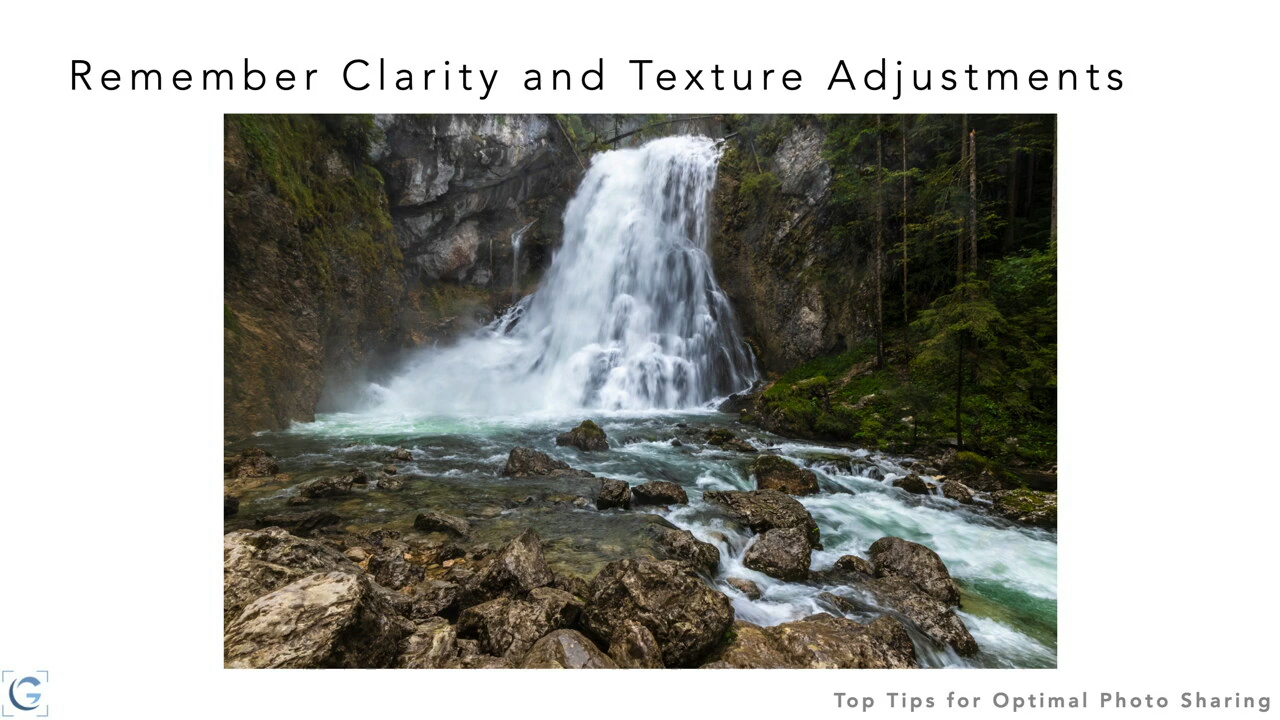 Remember Clarity and Texture Adjustments
G
Top Tips for Optimal Photo Sharing